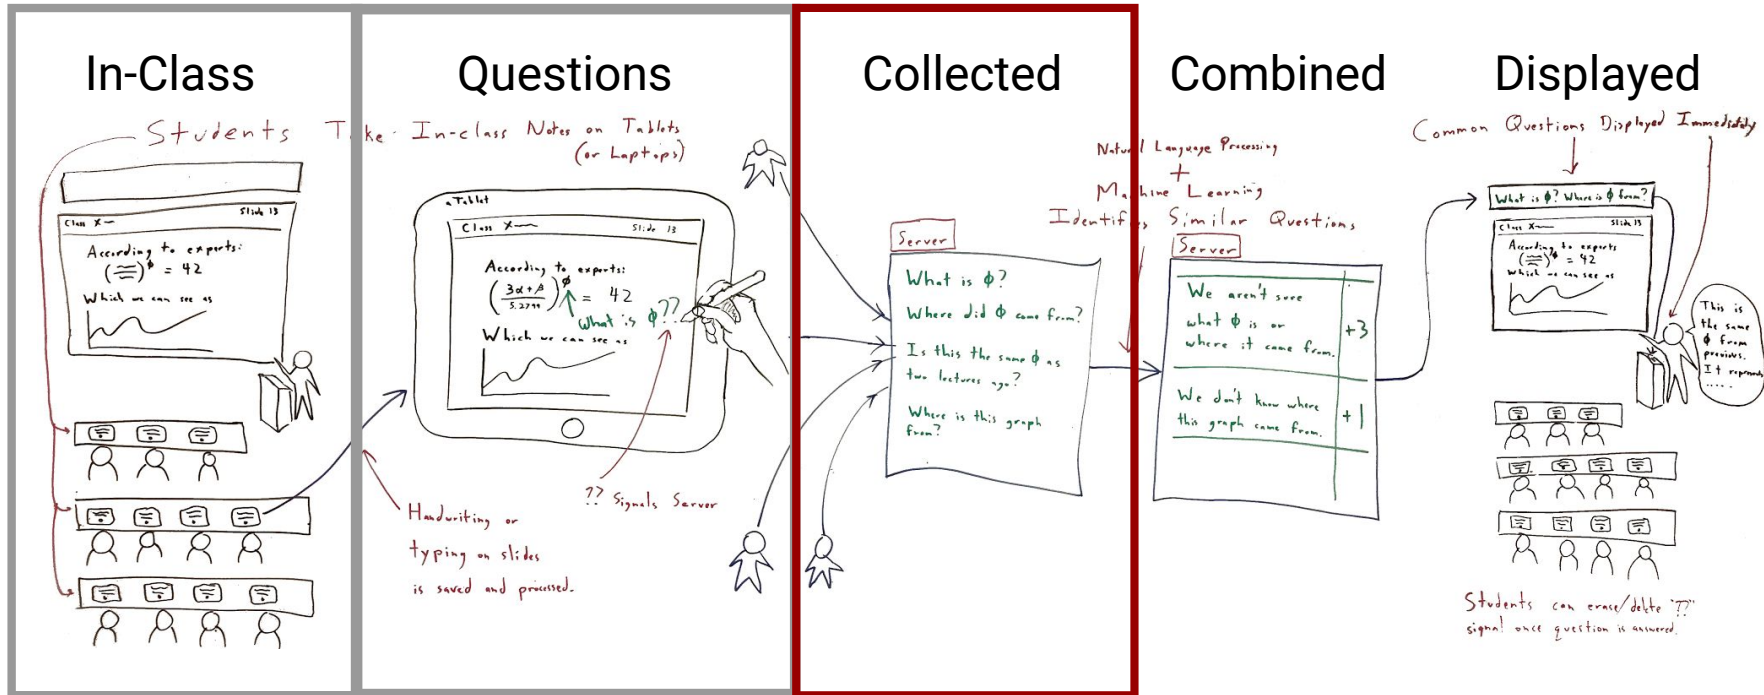 In-Class
Questions
Collected
Combined
Displayed
Students Take In-class Notes on Tablets
(or Laptops)
Class X
Slide 13
According to experts:
( )^ϕ = 42
Which we can see as
a Tablet
Class X
Slide 13
According to experts:
(3α+β / 5.2799)^ϕ = 42
What is ϕ??
Which we can see as
?? Signals Server
Handwriting or
typing on slides
is saved and processed.
Server
What is ϕ?
Where did ϕ come from?
Is this the same ϕ as
two lectures ago?
Where is this graph
from?
Natural Language Processing
+
Machine Learning
Identifies Similar Questions
Server
We aren't sure
what ϕ is or
where it came from.
+3
We don't know where
this graph came from.
+1
Common Questions Displayed Immediately
What is ϕ? Where is ϕ from?
Class X
Slide 13
According to experts
( )^ϕ = 42
Which we can see as
This is
the same
ϕ from
previous.
It represents
.....
Students can erase/delete "??"
signal once question is answered.